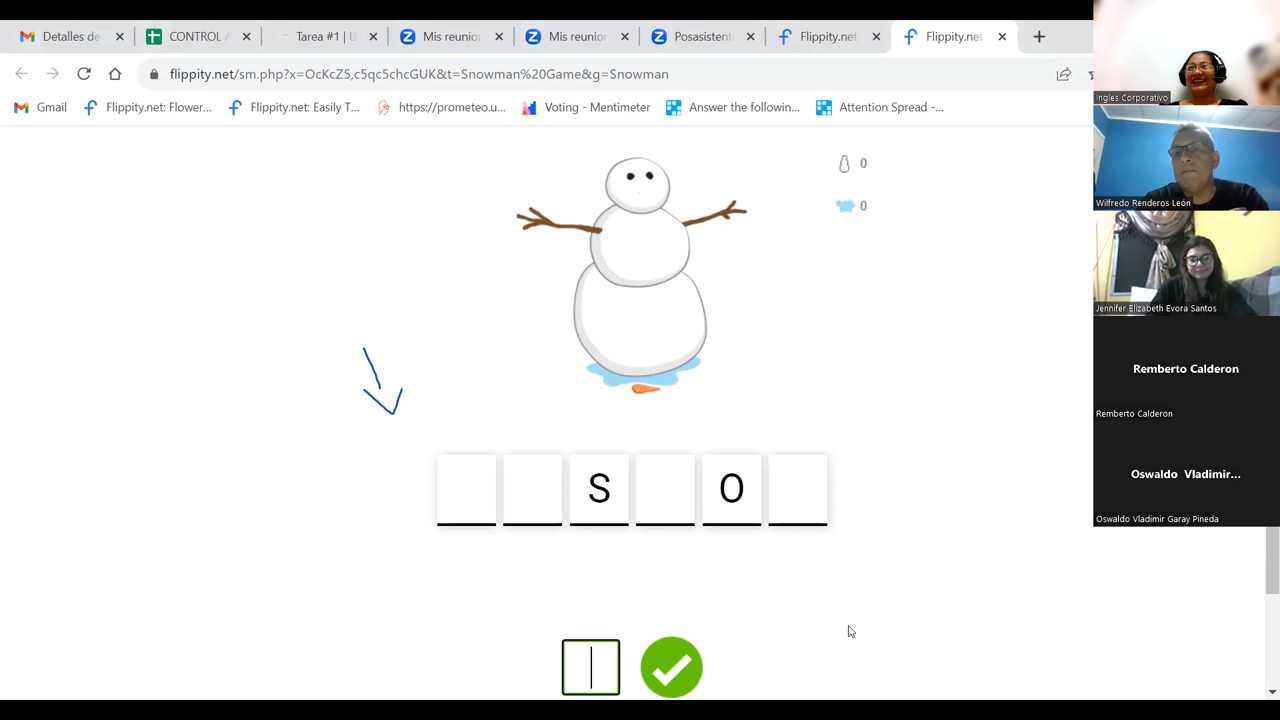 Detalles de
CONTROL A
Tarea #1 | U
Mis reunion
Mis reunion
Posasistent
Flippity.net:
Flippity.net:
flippity.net/sm.php?x=OcKcZ5,c5qc5chcGUK&t=Snowman%20Game&g=Snowman
Gmail
Flippity.net: Flower...
Flippity.net: Easily T...
Answer the followin...
Voting - Mentimeter
Attention Spread -...
0
0
S O
Ingles Corporativo
Wilfredo Renderos León
Jennifer Elizabeth Evora Santos
Remberto Calderon
Remberto Calderon
Oswaldo Vladimir...
Oswaldo Vladimir Garay Pineda